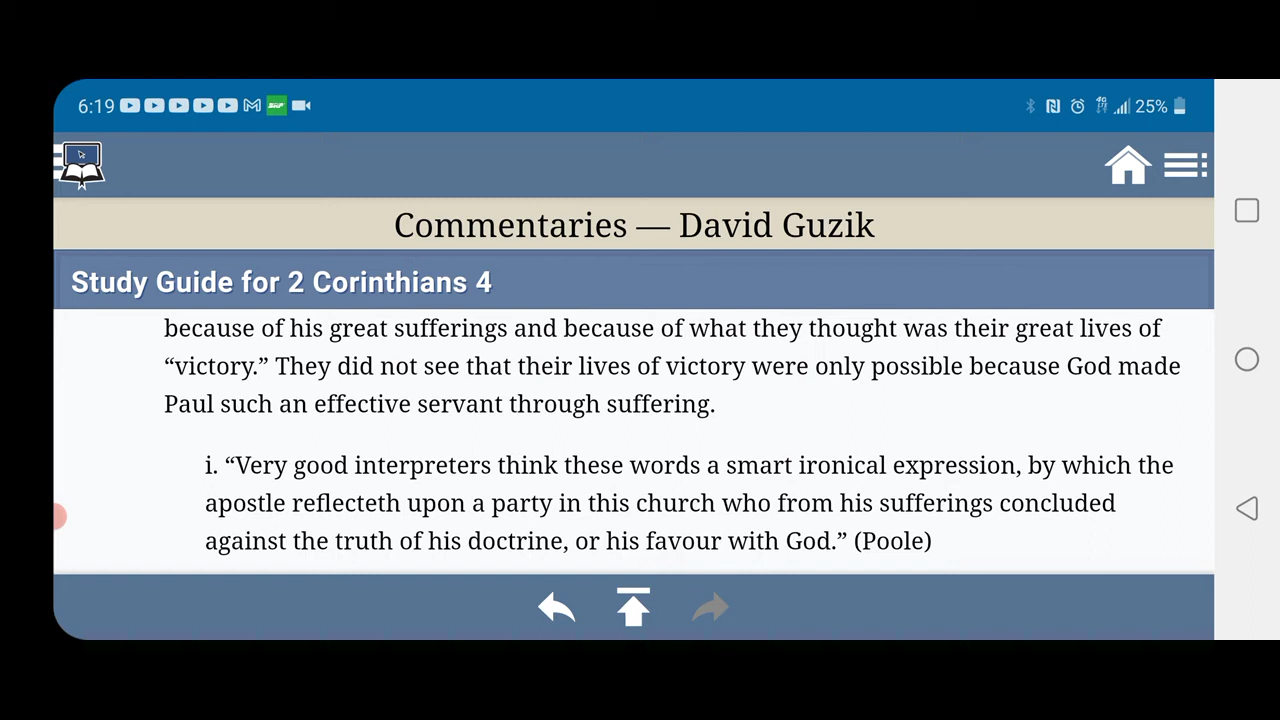 6:19
4G
25%
Commentaries — David Guzik
Study Guide for 2 Corinthians 4
because of his great sufferings and because of what they thought was their great lives of
“victory.” They did not see that their lives of victory were only possible because God made
Paul such an effective servant through suffering.
i. “Very good interpreters think these words a smart ironical expression, by which the
apostle reflecteth upon a party in this church who from his sufferings concluded
against the truth of his doctrine, or his favour with God.” (Poole)